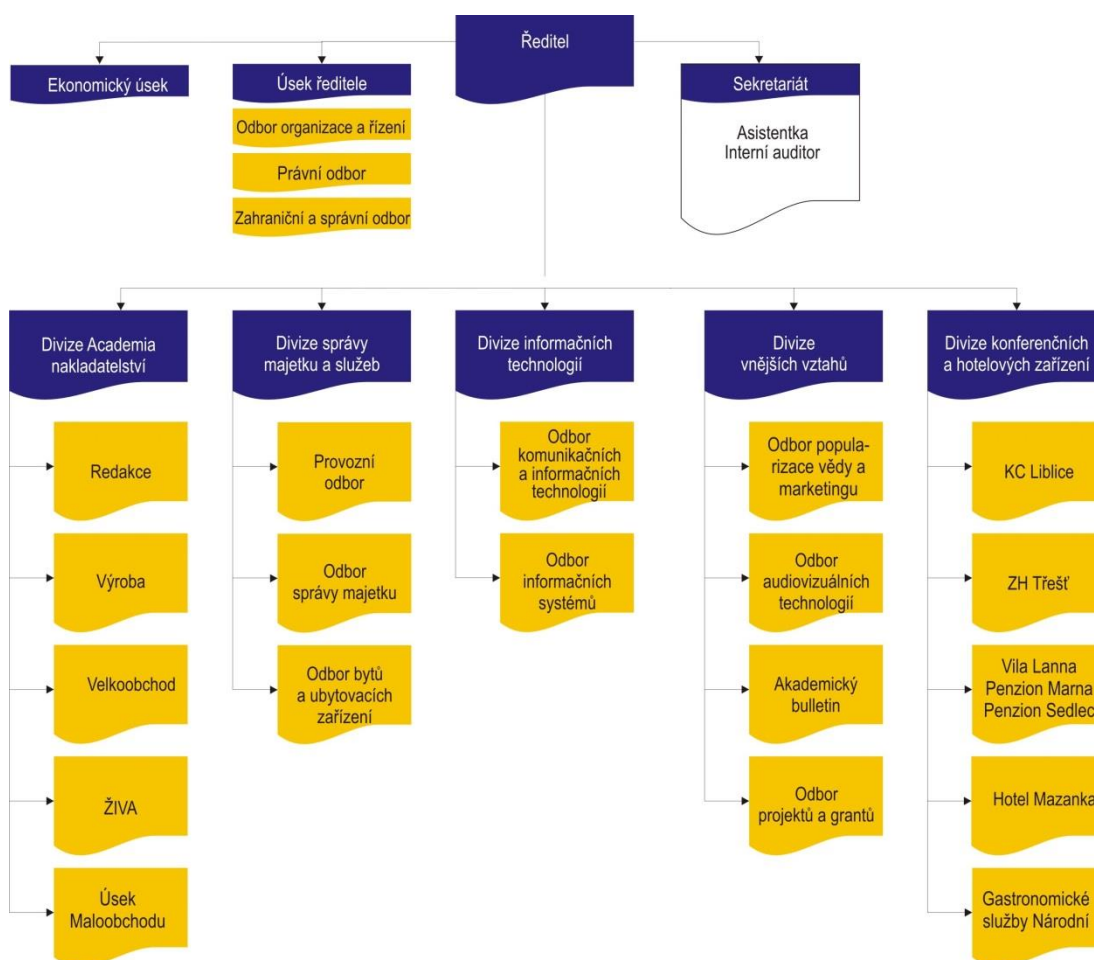 Ředitel
Ekonomický úsek
Úsek ředitele
Odbor organizace a řízení
Právní odbor
Zahraniční a správní odbor
Sekretariát
Asistentka
Interní auditor
Divize Academia
nakladatelství
Redakce
Výroba
Velkoobchod
ŽIVA
Úsek
Maloobchodu
Divize správy
majetku a služeb
Provozní
odbor
Odbor
správy majetku
Odbor bytů
a ubytovacích
zařízení
Divize informačních
technologií
Odbor
komunikačních
a informačních
technologií
Odbor
informačních
systémů
Divize
vnějších vztahů
Odbor popula-
rizace vědy a
marketingu
Odbor
audiovizuálních
technologií
Akademický
bulletin
Odbor
projektů a grantů
Divize konferenčních
a hotelových zařízení
KC Liblice
ZH Třešť
Vila Lanna
Penzion Marna
Penzion Sedlec
Hotel Mazanka
Gastronomické
služby Národní